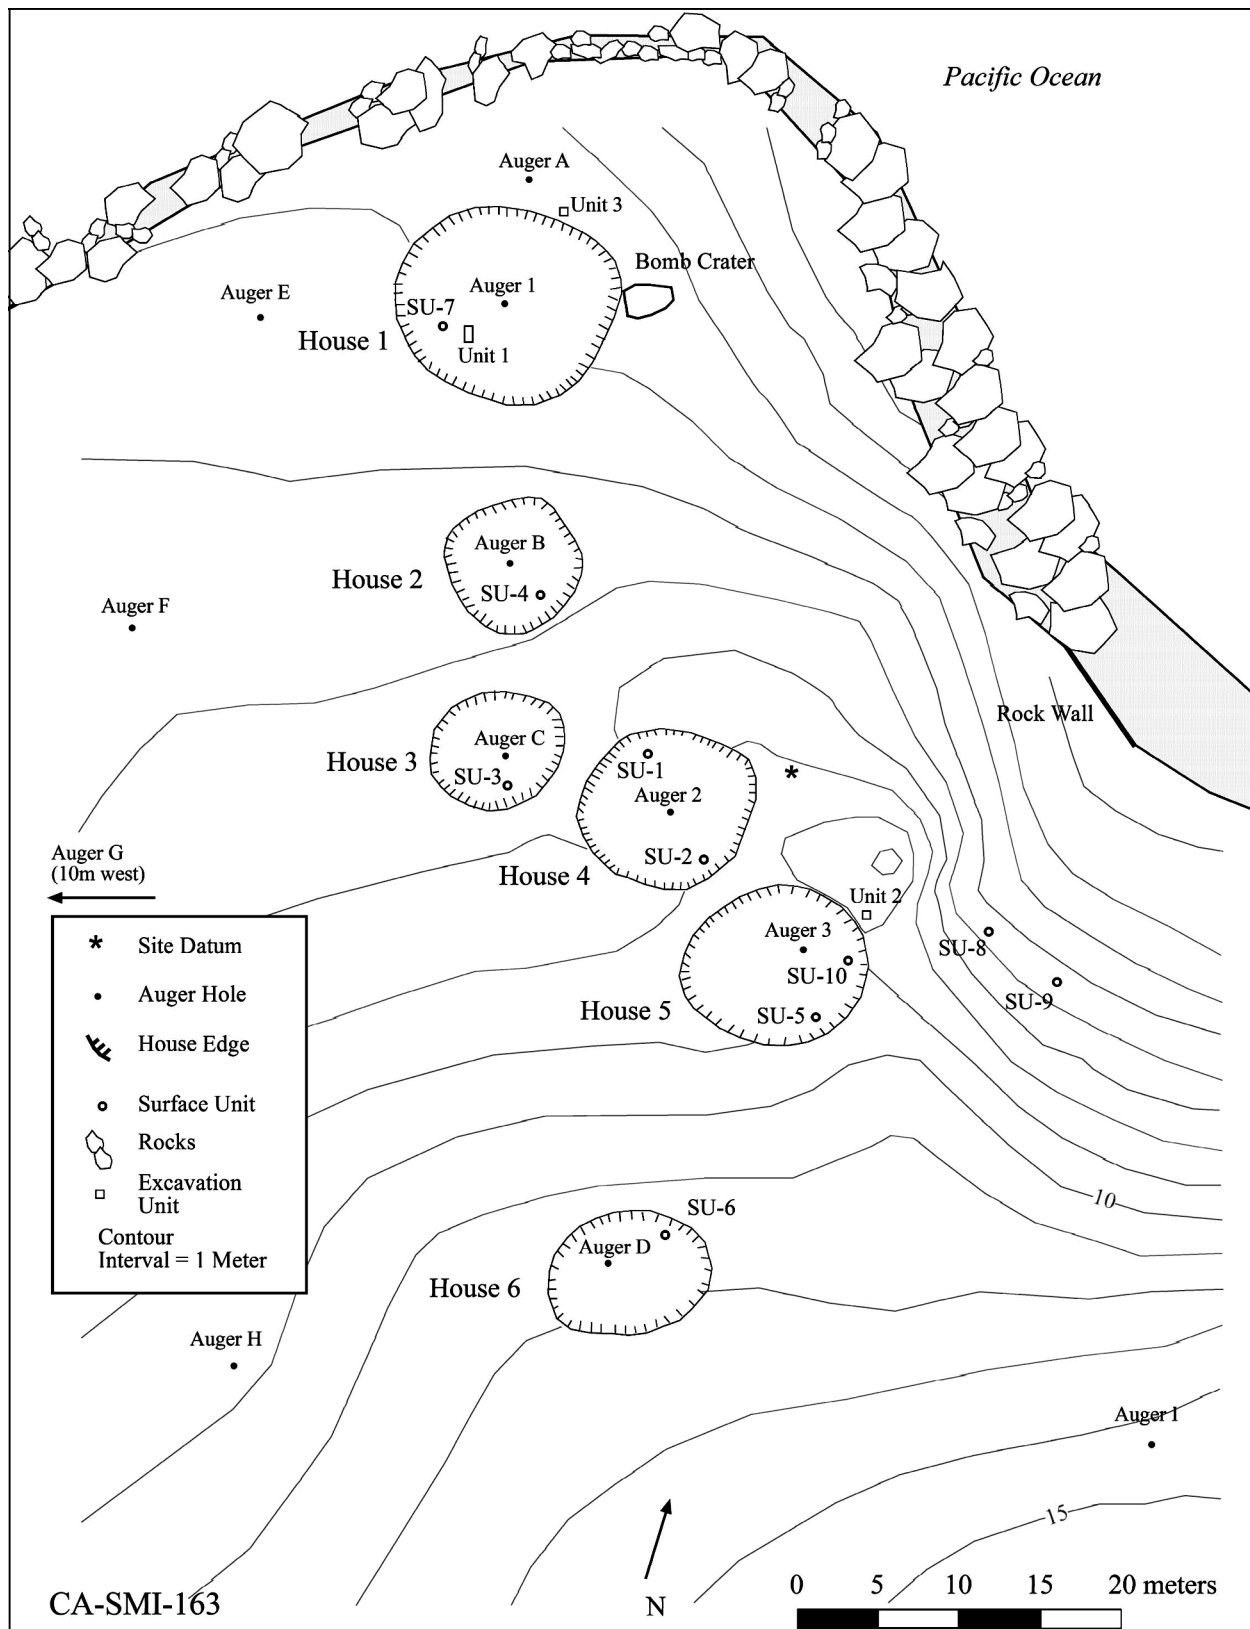 Pacific Ocean
Auger A
Unit 3
Bomb Crater
Auger E
Auger 1
SU-7
House 1
Unit 1
Auger B
House 2
SU-4
Auger F
Rock Wall
Auger C
House 3
SU-3
SU-1
Auger 2
Auger G
(10m west)
SU-2
House 4
Unit 2
Auger 3
SU-8
SU-10
SU-9
House 5
SU-5
* Site Datum
Auger Hole
House Edge
Surface Unit
Rocks
Excavation
Unit
Contour
Interval = 1 Meter
10
SU-6
Auger D
House 6
Auger H
Auger I
15
CA-SMI-163
N
0 5 10 15 20 meters